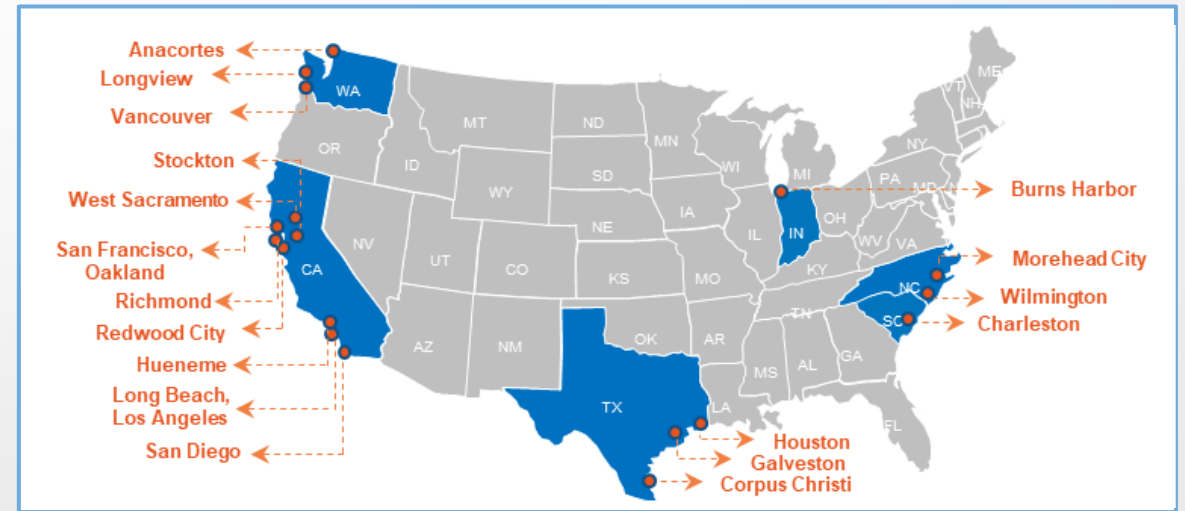 Anacortes
Longview
Vancouver
Stockton
West Sacramento
San Francisco,
Oakland
Richmond
Redwood City
Hueneme
Long Beach,
Los Angeles
San Diego
WA
OR
CA
NV
ID
MT
WY
UT
AZ
CO
NM
ND
SD
NE
KS
OK
TX
MN
IA
MO
AR
LA
WI
IL
MS
MI
IN
KY
TN
AL
OH
WV
VA
NC
SC
GA
FL
PA
NY
MD
VT
NH
ME
Burns Harbor
Morehead City
Wilmington
Charleston
Houston
Galveston
Corpus Christi